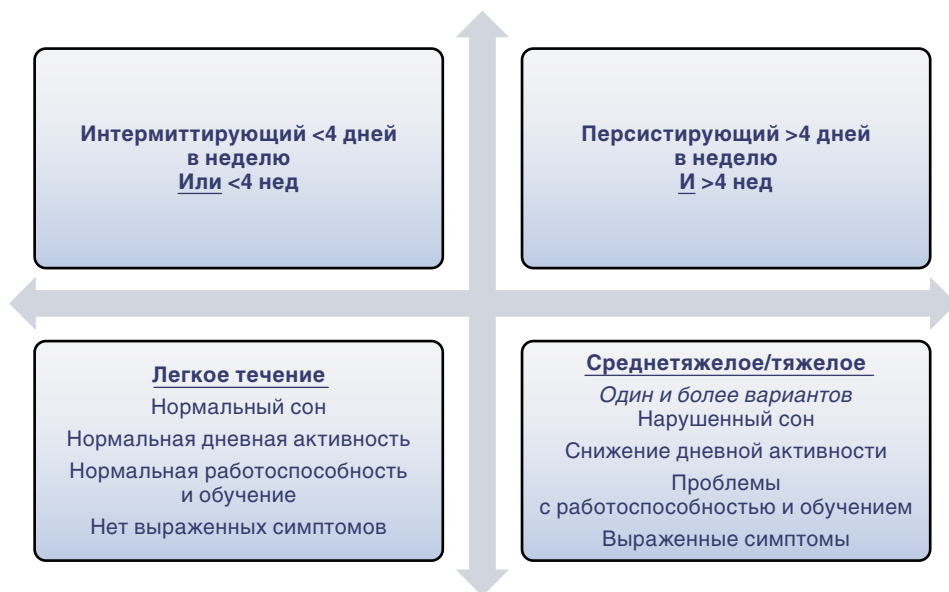 Интермиттирующий <4 дней
в неделю
Или <4 нед
Персистирующий >4 дней
в неделю
И >4 нед
Легкое течение
Нормальный сон
Нормальная дневная активность
Нормальная работоспособность
и обучение
Нет выраженных симптомов
Среднетяжелое/тяжелое
Один и более вариантов
Нарушенный сон
Снижение дневной активности
Проблемы
с работоспособностью и обучением
Выраженные симптомы